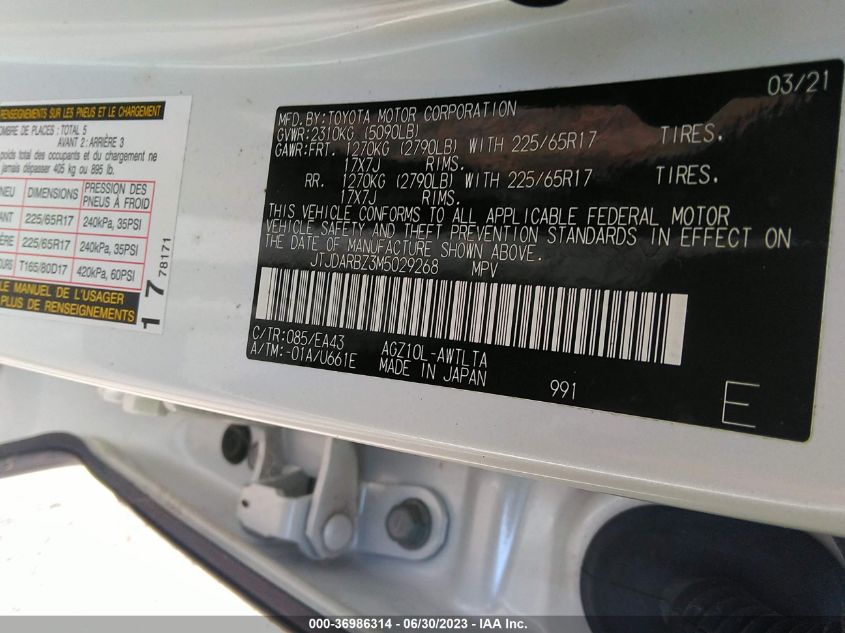 RENSEIGNEMENTS SUR LES PNEUS ET LE CHARGEMENT
NOMBRE DE PLACES: TOTAL 5
AVANT 2: ARRIÈRE 3
poids total des occupants et du chargement ne
jamais dépasser 405 kg ou 895 lb.
NEU DIMENSIONS PRESSION DES PNEUS À FROID
ANT 225/65R17 240kPa, 35PSI
ÈRE 225/65R17 240kPa, 35PSI
OURS T165/80D17 420kPa, 60PSI
LE MANUEL DE L'USAGER
PLUS DE RENSEIGNEMENTS
1 7 78171
03/21
MFD. BY: TOYOTA MOTOR CORPORATION
GVWR: 2310KG (5090LB)
GAWR: FRT. 1270KG (2790LB) WITH 225/65R17 TIRES.
17X7J RIMS.
RR. 1270KG (2790LB) WITH 225/65R17 TIRES.
17X7J RIMS.
THIS VEHICLE CONFORMS TO ALL APPLICABLE FEDERAL MOTOR
VEHICLE SAFETY AND THEFT PREVENTION STANDARDS IN EFFECT ON
THE DATE OF MANUFACTURE SHOWN ABOVE.
JTJDARBZ3M5029268 MPV
C/TR: 085/EA43 AGZ10L-AWTLTA
A/TM: -01A/U661E MADE IN JAPAN
991
E
000-36986314 - 06/30/2023 - IAA Inc.